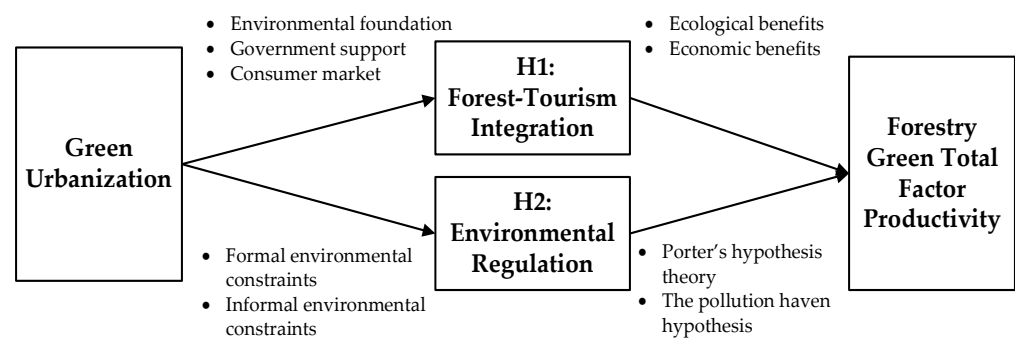 • Environmental foundation
• Government support
• Consumer market
• Ecological benefits
• Economic benefits
Green
Urbanization
H1:
Forest-Tourism
Integration
H2:
Environmental
Regulation
Forestry
Green Total
Factor
Productivity
• Formal environmental
constraints
• Informal environmental
constraints
• Porter’s hypothesis
theory
• The pollution haven
hypothesis